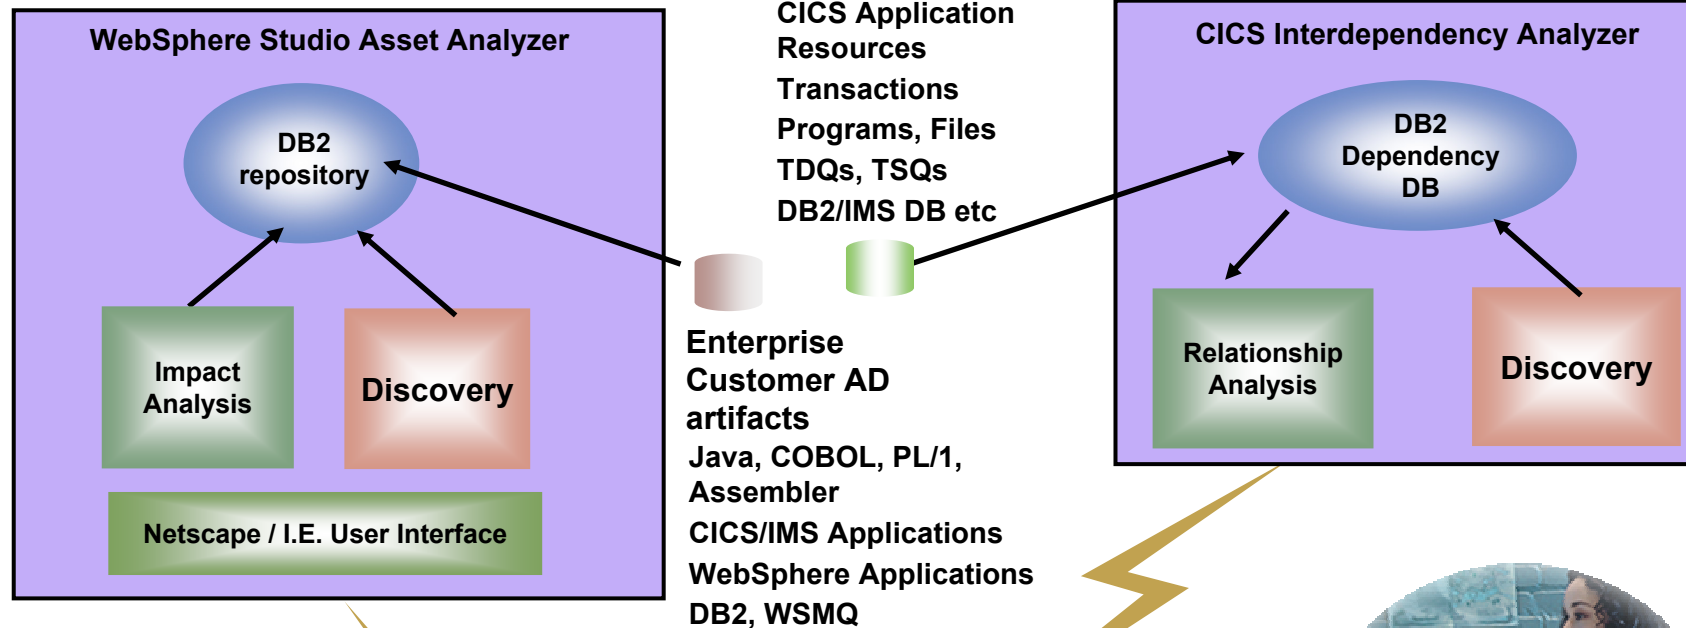 WebSphere Studio Asset Analyzer
DB2
repository
Impact
Analysis
Discovery
Netscape / I.E. User Interface
CICS Application
Resources
Transactions
Programs, Files
TDQs, TSQs
DB2/IMS DB etc
Enterprise
Customer AD
artifacts
Java, COBOL, PL/1,
Assembler
CICS/IMS Applications
WebSphere Applications
DB2, WSMQ
CICS Interdependency Analyzer
DB2
Dependency
DB
Relationship
Analysis
Discovery